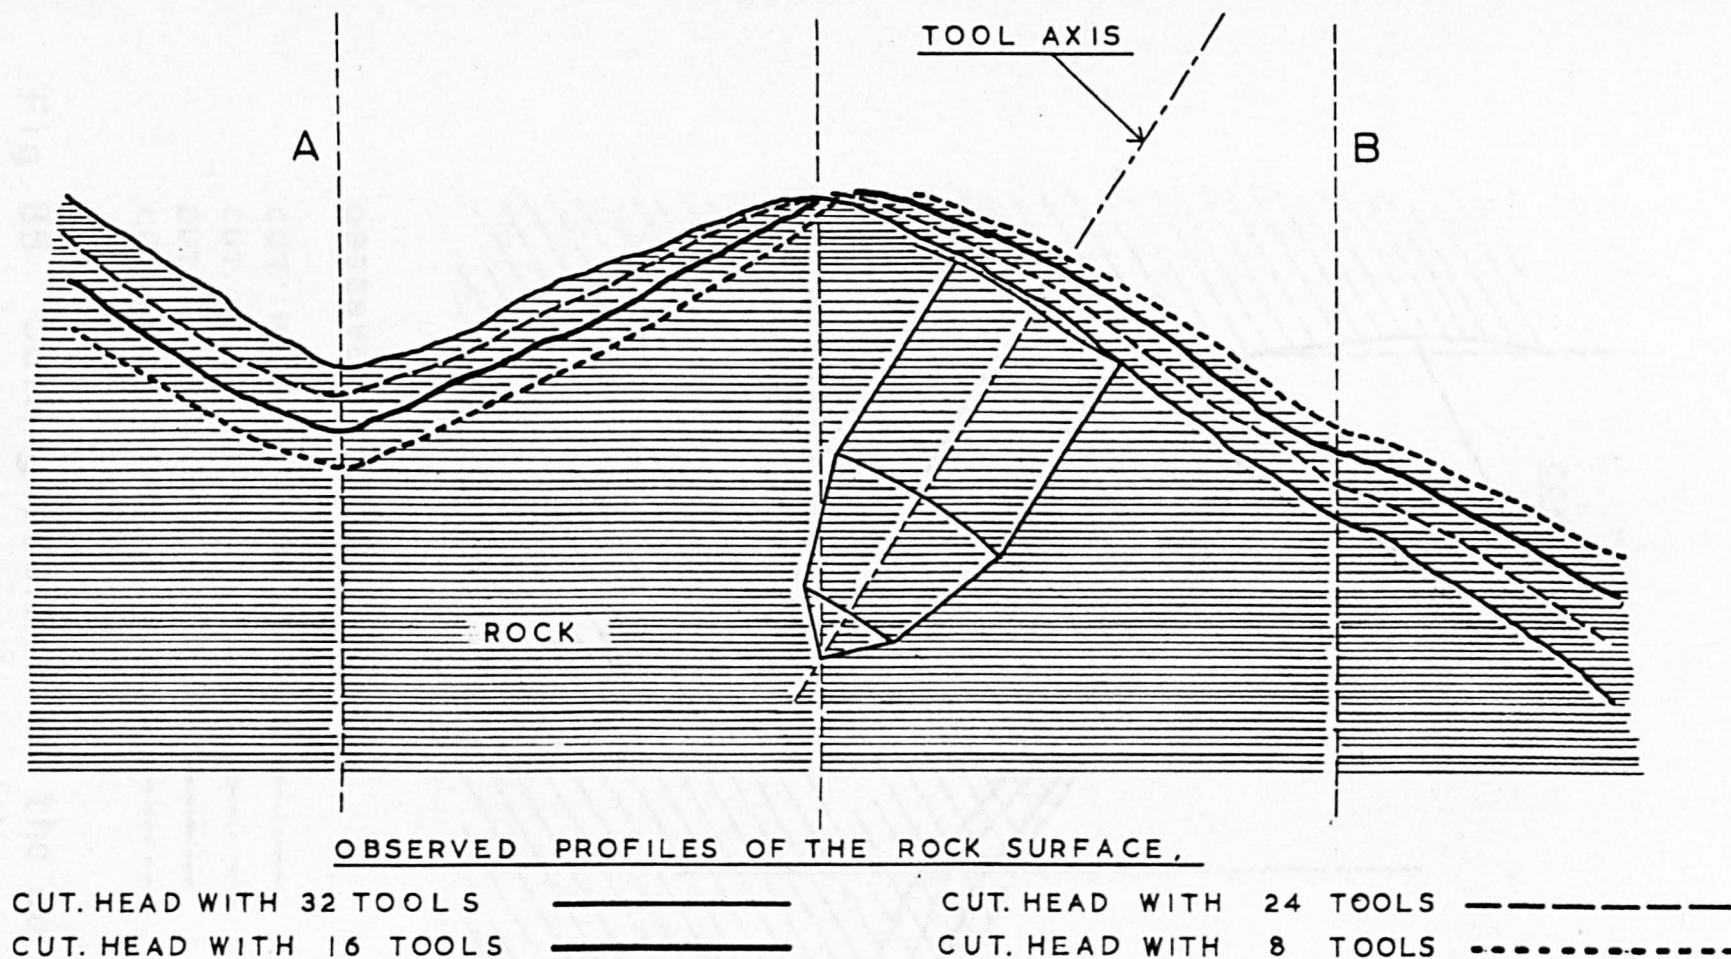 TOOL AXIS
A
B
ROCK
OBSERVED PROFILES OF THE ROCK SURFACE.
CUT. HEAD WITH 32 TOOLS
CUT. HEAD WITH 24 TOOLS
CUT. HEAD WITH 16 TOOLS
CUT. HEAD WITH 8 TOOLS